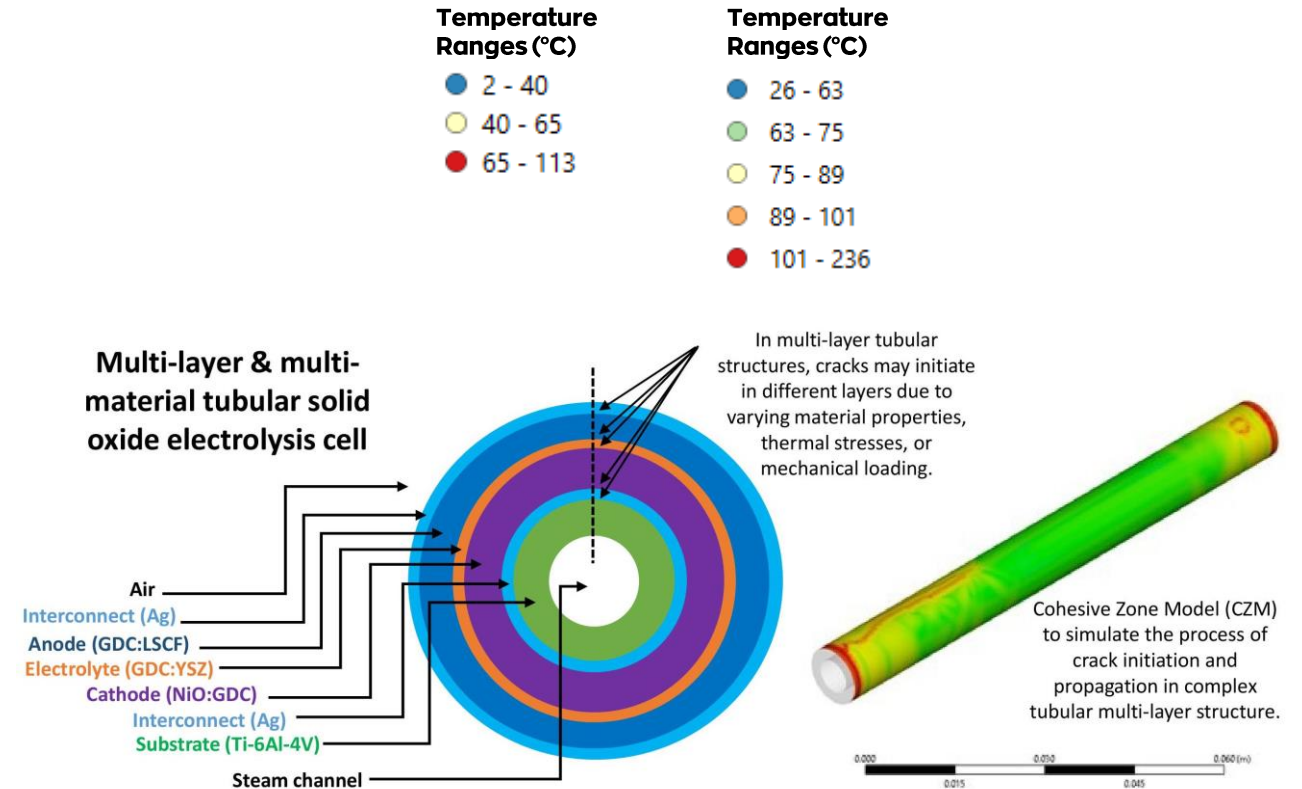 Temperature
Ranges (°C)
2 - 40
40 - 65
65 - 113
Temperature
Ranges (°C)
26 - 63
63 - 75
75 - 89
89 - 101
101 - 236
Multi-layer & multi-
material tubular solid
oxide electrolysis cell
In multi-layer tubular
structures, cracks may initiate
in different layers due to
varying material properties,
thermal stresses, or
mechanical loading.
Air
Interconnect (Ag)
Anode (GDC:LSCF)
Electrolyte (GDC:YSZ)
Cathode (NiO:GDC)
Interconnect (Ag)
Substrate (Ti-6Al-4V)
Steam channel
Cohesive Zone Model (CZM)
to simulate the process of
crack initiation and
propagation in complex
tubular multi-layer structure.
0.000 0.030 0.060 (m)
0.015 0.045